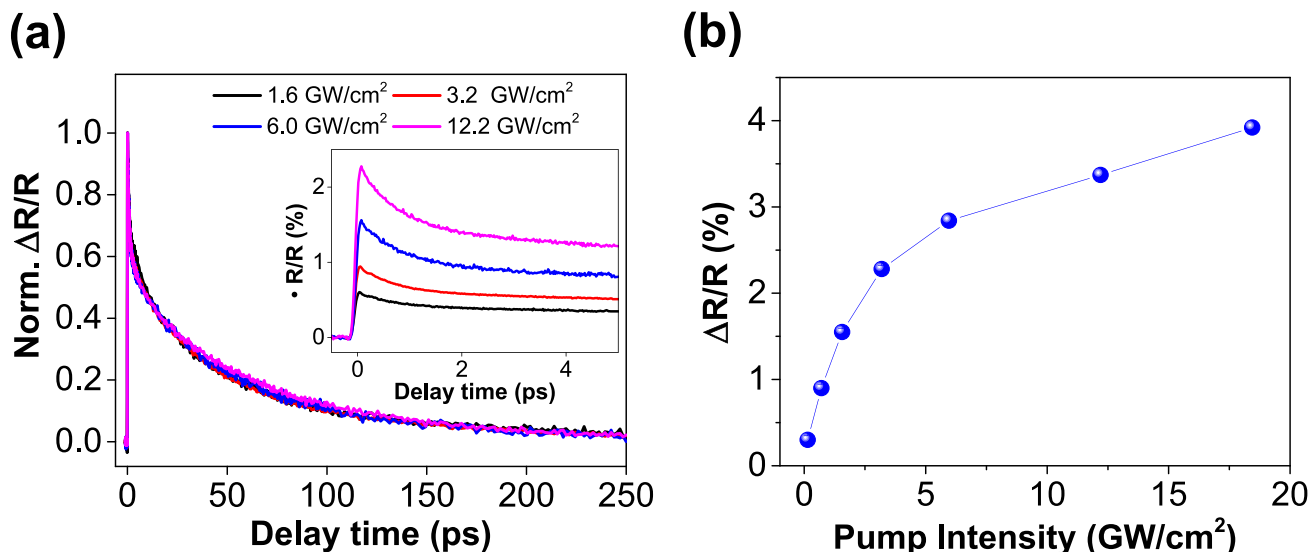 (a)
1.6 GW/cm² 3.2 GW/cm²
6.0 GW/cm² 12.2 GW/cm²
Norm. ΔR/R
1.0
0.8
0.6
0.4
0.2
0.0
0 50 100 150 200 250
Delay time (ps)
• R/R (%)
2
1
0
0 2 4
Delay time (ps)
(b)
ΔR/R (%)
4
3
2
1
0
0 5 10 15 20
Pump Intensity (GW/cm²)